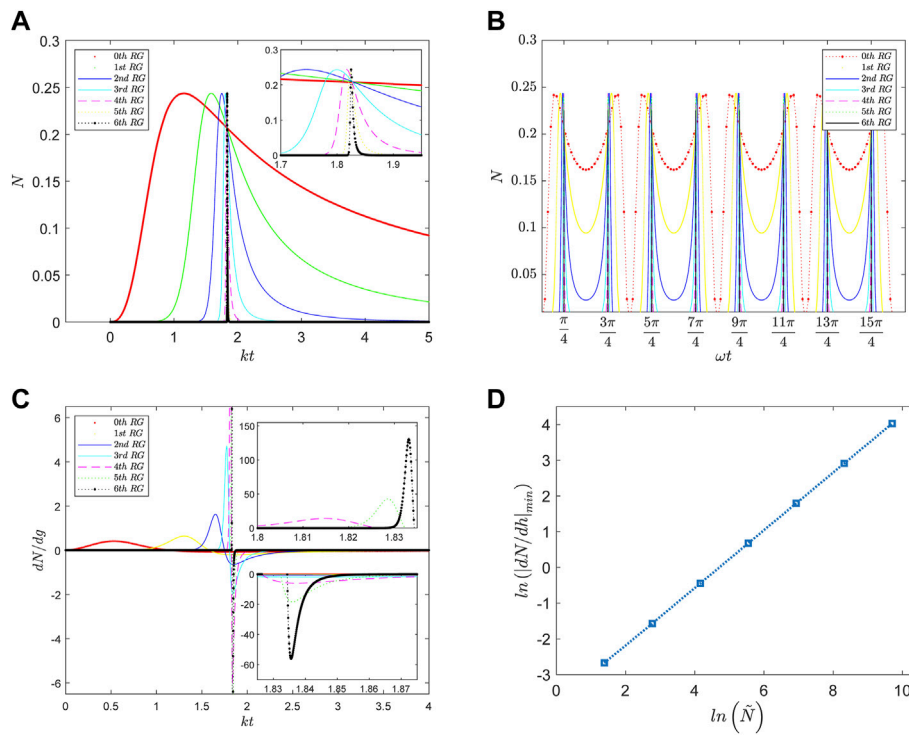 A
0.3
0.25
0.2
0.15
0.1
0.05
0
N
0 1 2 3 4 5
kt
0th RG
1st RG
2nd RG
3rd RG
4th RG
5th RG
6th RG
0.3
0.2
0.1
0
1.7 1.8 1.9
B
0.3
0.25
0.2
0.15
0.1
0.05
N
π/4 3π/4 5π/4 7π/4 9π/4 11π/4 13π/4 15π/4
ωt
0th RG
1st RG
2nd RG
3rd RG
4th RG
5th RG
6th RG
C
6
4
2
0
-2
-4
-6
dN/dg
0 0.5 1 1.5 2 2.5 3 3.5 4
kt
0th RG
1st RG
2nd RG
3rd RG
4th RG
5th RG
6th RG
150
100
50
0
1.8 1.81 1.82 1.83
0
-20
-40
-60
1.83 1.84 1.85 1.86 1.87
D
5
4
3
2
1
0
-1
-2
-3
ln (|dN/dh|min)
0 2 4 6 8 10
ln (Ñ)